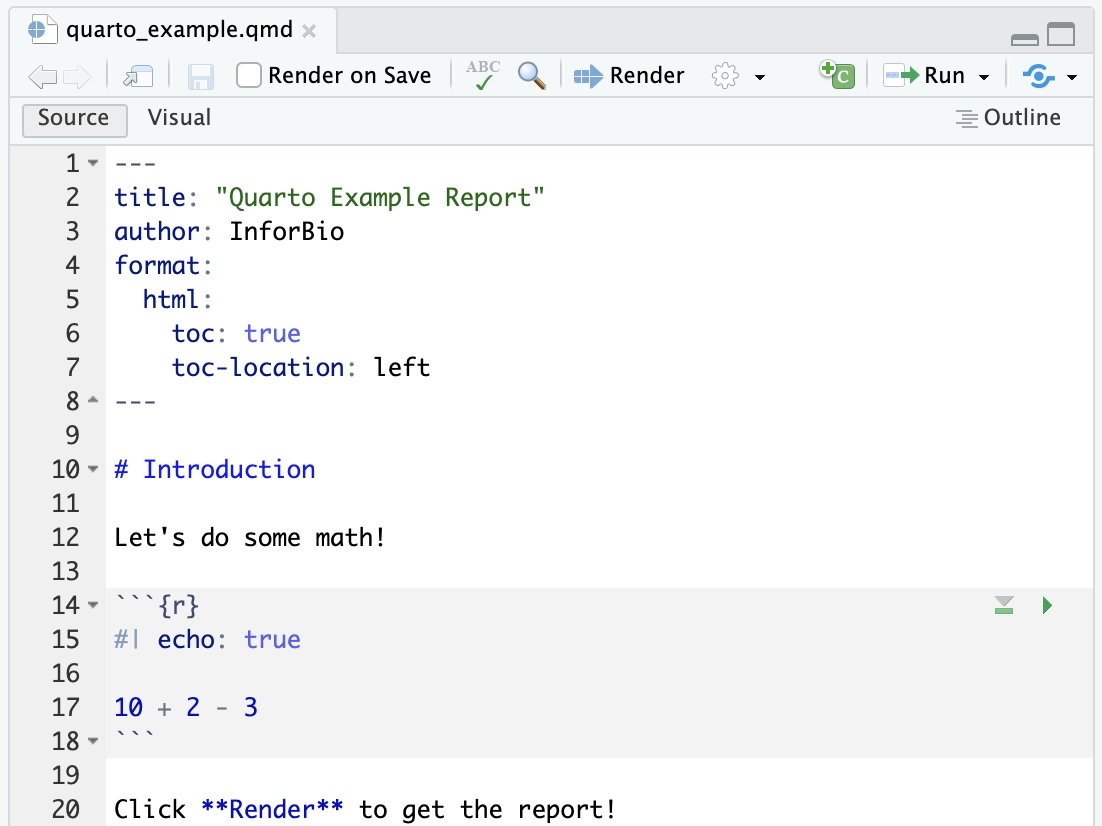 quarto_example.qmd
Render on Save ABC Render C Run
Source Visual Outline
1 ---
2 title: "Quarto Example Report"
3 author: InforBio
4 format:
5   html:
6     toc: true
7     toc-location: left
8 ---
9
10 # Introduction
11
12 Let's do some math!
13
14 ```{r}
15 #| echo: true
16
17 10 + 2 - 3
18 ```
19
20 Click **Render** to get the report!